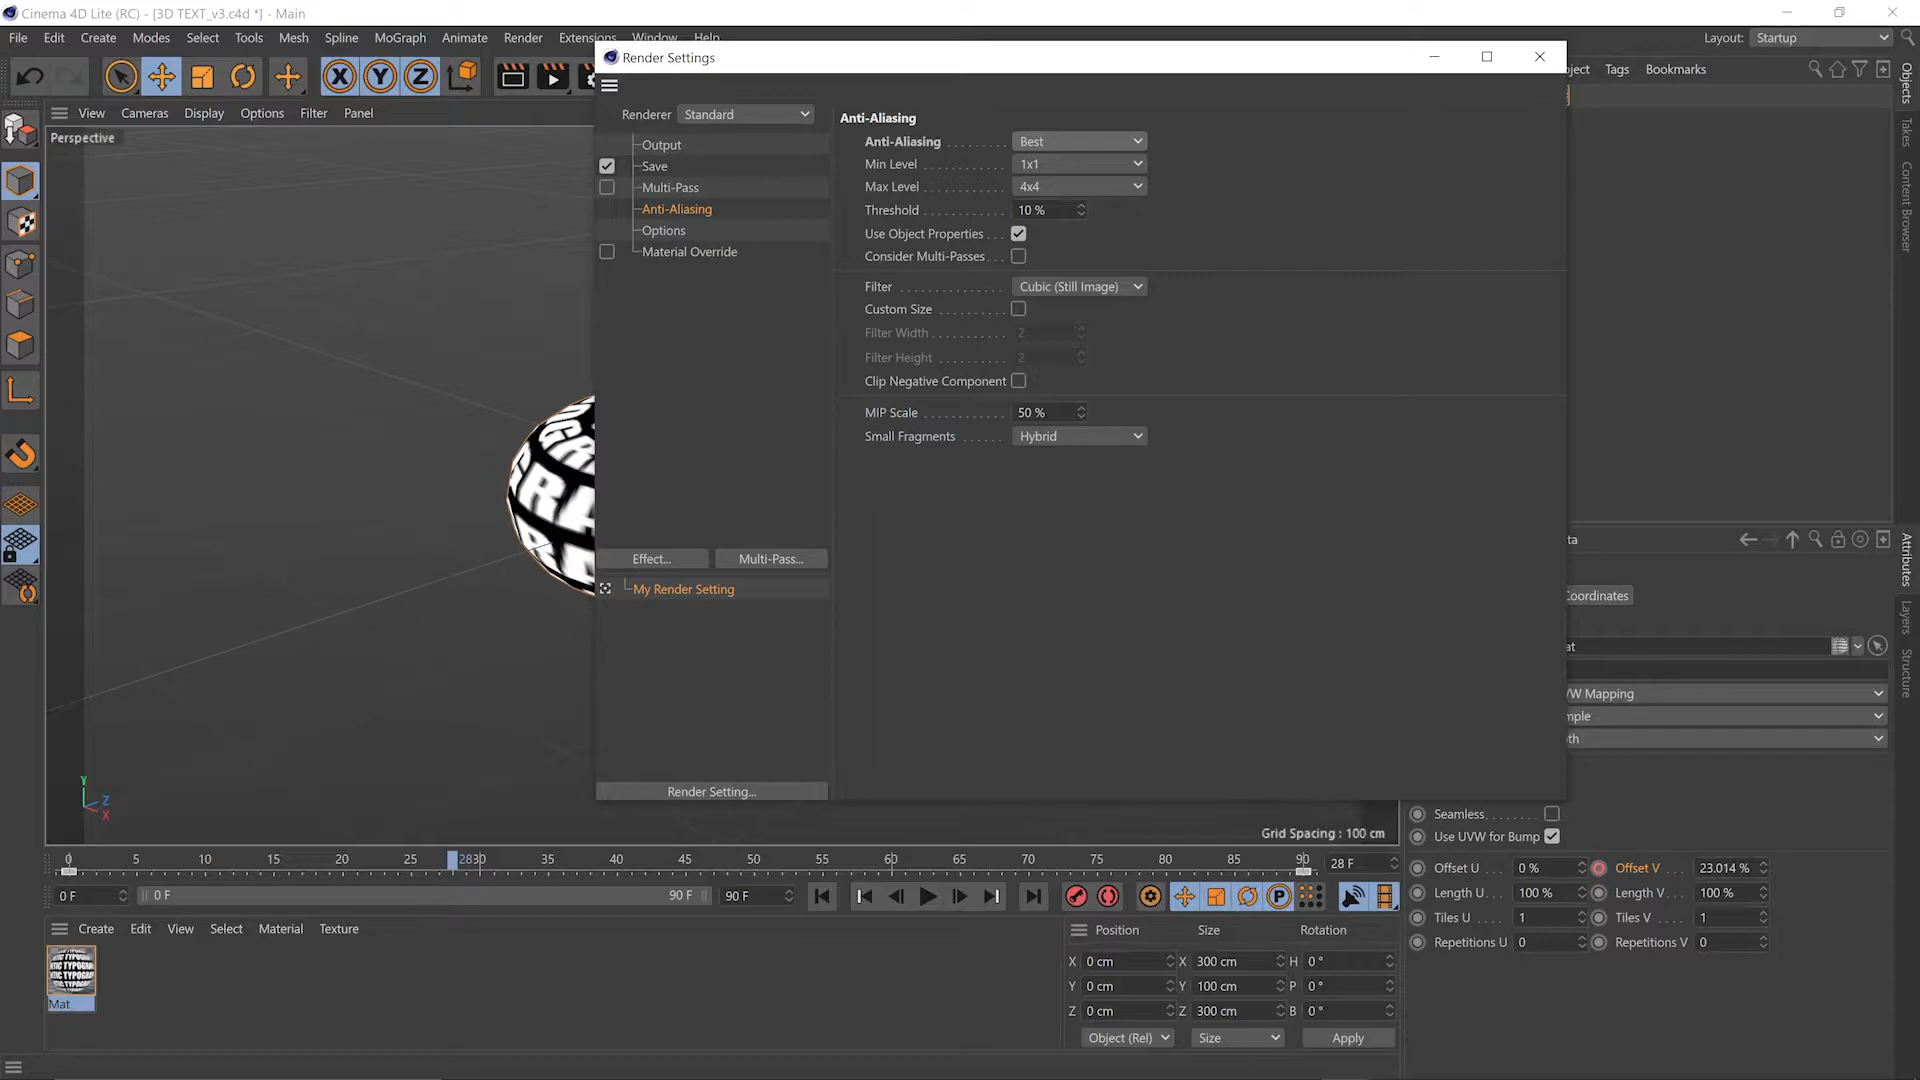 Cinema 4D Lite (RC) - [3D TEXT_v3.c4d *] - Main
File Edit Create Modes Select Tools Mesh Spline MoGraph Animate Render Extensions Window Help
Layout: Startup
X Y Z
Render Settings
Object Tags Bookmarks
View Cameras Display Options Filter Panel
Perspective
Renderer Standard
Output
Save
Multi-Pass
Anti-Aliasing
Options
Material Override
Anti-Aliasing
Anti-Aliasing Best
Min Level 1x1
Max Level 4x4
Threshold 10 %
Use Object Properties
Consider Multi-Passes
Filter Cubic (Still Image)
Custom Size
Filter Width 2
Filter Height 2
Clip Negative Component
MIP Scale 50 %
Small Fragments Hybrid
Effect... Multi-Pass...
My Render Setting
Render Setting...
Objects
Takes
Content Browser
Attributes
Layers
Structure
ta
Coordinates
at
VW Mapping
mple
th
Seamless
Use UVW for Bump
Offset U 0 % Offset V 23.014 %
Length U 100 % Length V 100 %
Tiles U 1 Tiles V 1
Repetitions U 0 Repetitions V 0
Y
Z
X
Grid Spacing : 100 cm
0 5 10 15 20 25 2830 35 40 45 50 55 60 65 70 75 80 85 90 28 F
0 F 0 F 90 F 90 F
P
Create Edit View Select Material Texture
Mat
Position Size Rotation
X 0 cm X 300 cm H 0 °
Y 0 cm Y 100 cm P 0 °
Z 0 cm Z 300 cm B 0 °
Object (Rel) Size Apply